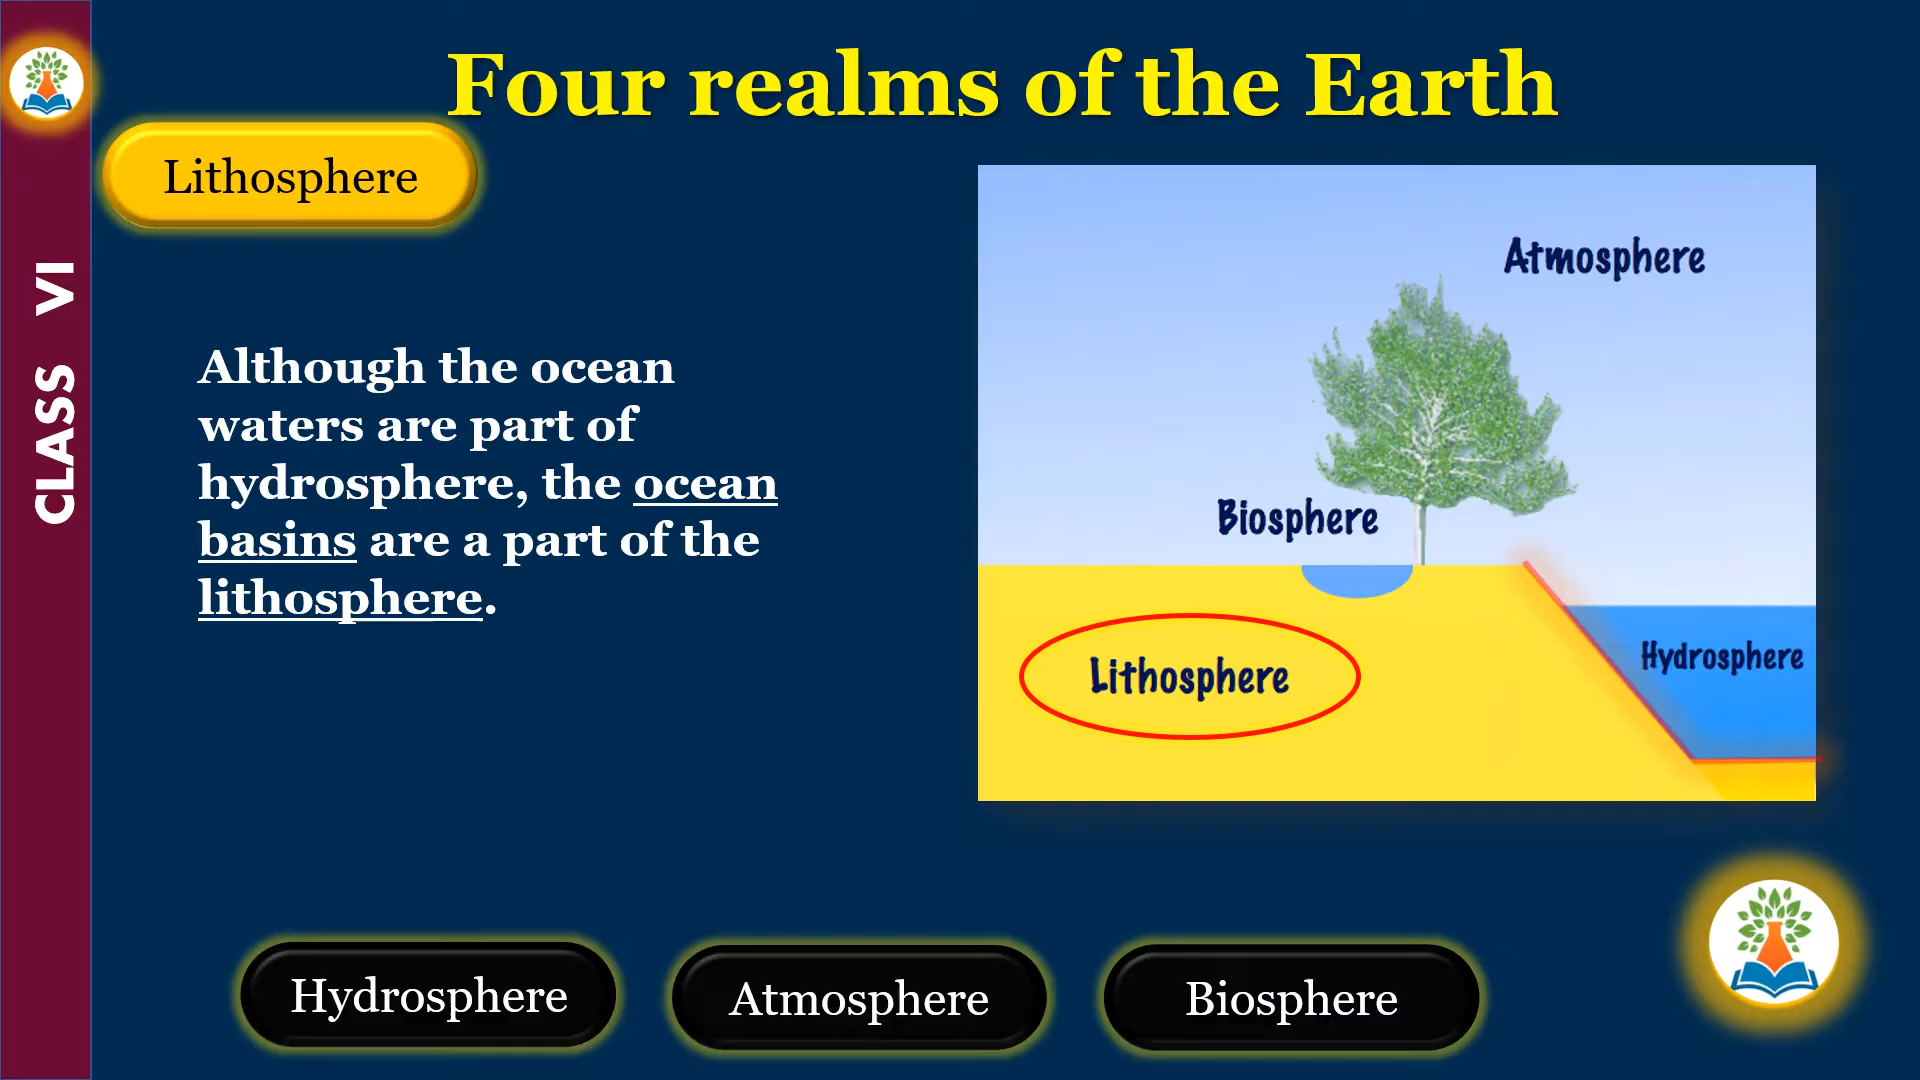 Four realms of the Earth
Lithosphere
CLASS VI
Although the ocean
waters are part of
hydrosphere, the ocean
basins are a part of the
lithosphere.
Atmosphere
Biosphere
Lithosphere
Hydrosphere
Hydrosphere
Atmosphere
Biosphere